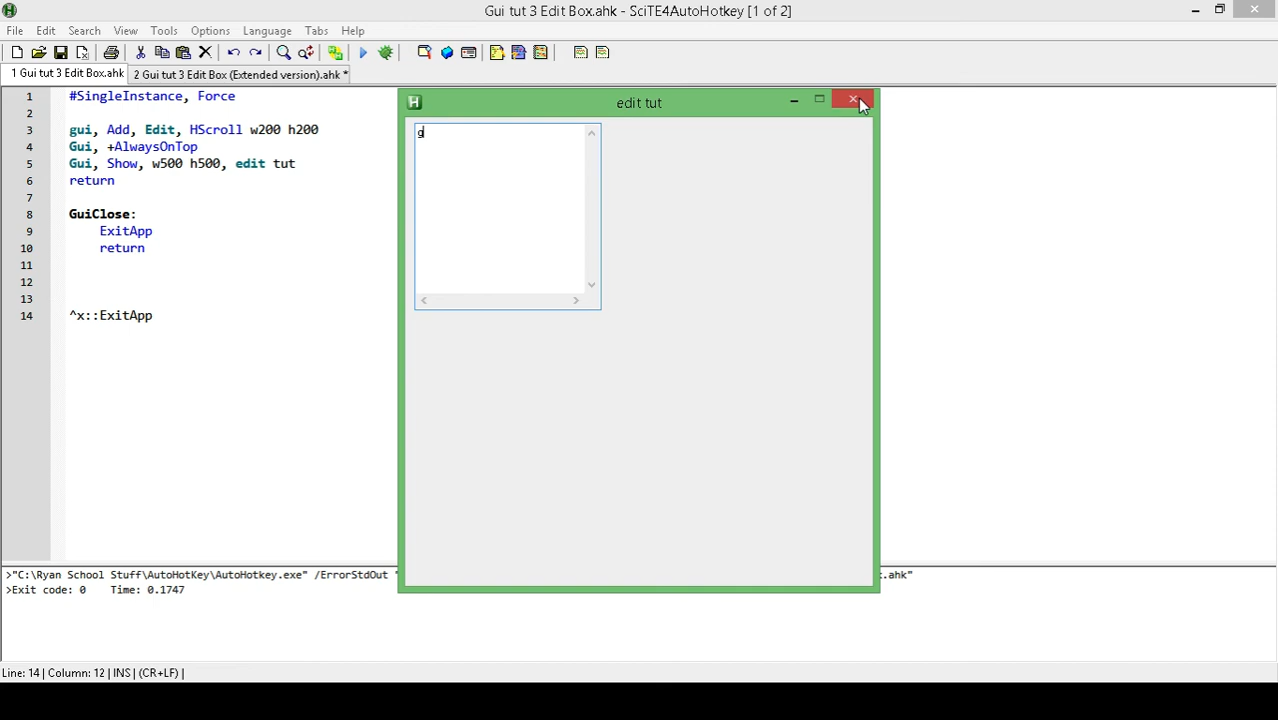 Gui tut 3 Edit Box.ahk - SciTE4AutoHotkey [1 of 2]
File Edit Search View Tools Options Language Tabs Help
1 Gui tut 3 Edit Box.ahk 2 Gui tut 3 Edit Box (Extended version).ahk *
1 #SingleInstance, Force
2
3 gui, Add, Edit, HScroll w200 h200
4 Gui, +AlwaysOnTop
5 Gui, Show, w500 h500, edit tut
6 return
7
8 GuiClose:
9 ExitApp
10 return
11
12
13
14 ^x::ExitApp
edit tut
g
>"C:\Ryan School Stuff\AutoHotKey\AutoHotkey.exe" /ErrorStdOut " .ahk"
>Exit code: 0 Time: 0.1747
Line: 14 | Column: 12 | INS | (CR+LF) |